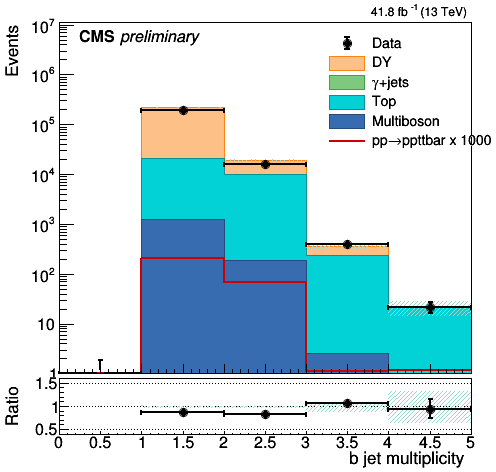 41.8 fb⁻¹ (13 TeV)
CMS preliminary
Events
10⁷
10⁶
10⁵
10⁴
10³
10²
10
1
Data
DY
γ+jets
Top
Multiboson
pp→ppttbar x 1000
Ratio
1.5
1
0.5
0 0.5 1 1.5 2 2.5 3 3.5 4 4.5 5
b jet multiplicity